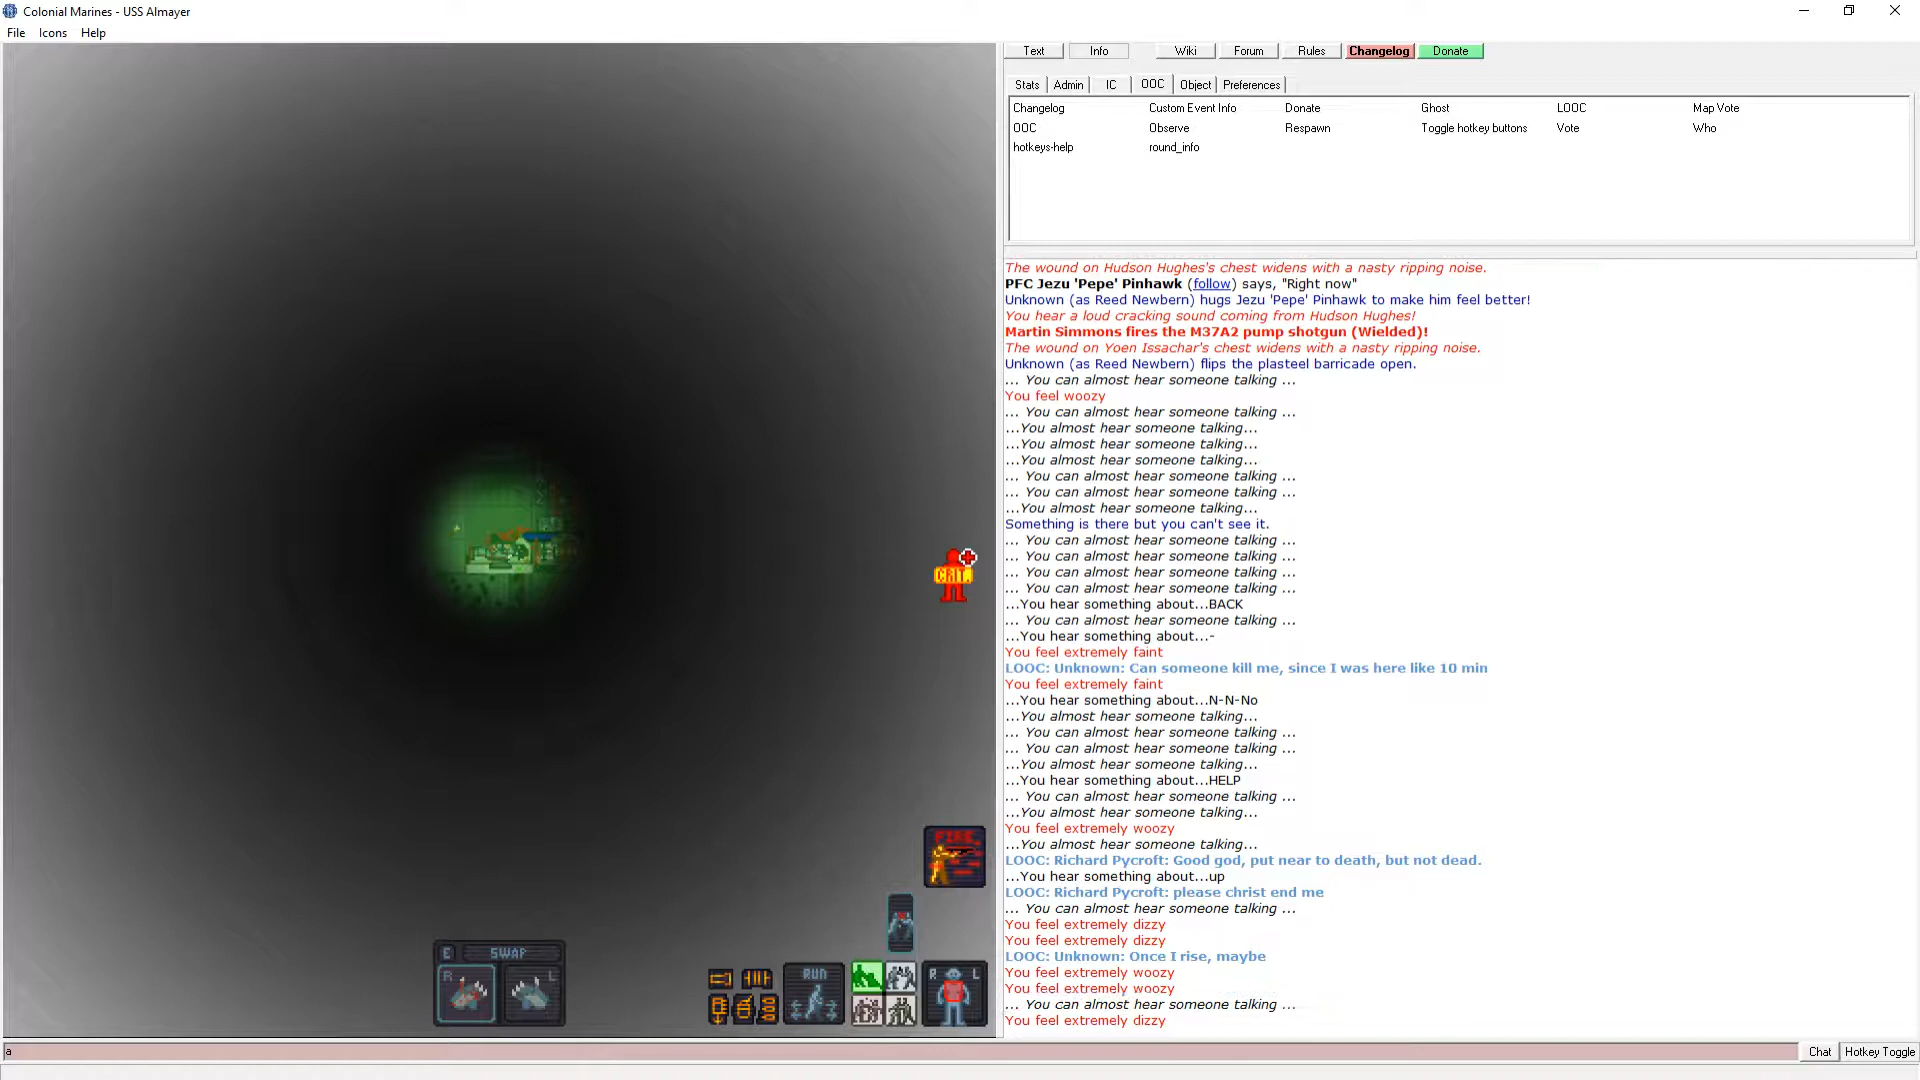 Colonial Marines - USS Almayer
File Icons Help
Text Info Wiki Forum Rules Changelog Donate
Stats Admin IC OOC Object Preferences
Changelog Custom Event Info Donate Ghost LOOC Map Vote
OOC Observe Respawn Toggle hotkey buttons Vote Who
hotkeys-help round_info
The wound on Hudson Hughes's chest widens with a nasty ripping noise.
PFC Jezu 'Pepe' Pinhawk (follow) says, "Right now"
Unknown (as Reed Newbern) hugs Jezu 'Pepe' Pinhawk to make him feel better!
You hear a loud cracking sound coming from Hudson Hughes!
Martin Simmons fires the M37A2 pump shotgun (Wielded)!
The wound on Yoen Issachar's chest widens with a nasty ripping noise.
Unknown (as Reed Newbern) flips the plasteel barricade open.
... You can almost hear someone talking ...
You feel woozy
... You can almost hear someone talking ...
...You almost hear someone talking...
...You almost hear someone talking...
...You almost hear someone talking...
... You can almost hear someone talking ...
... You can almost hear someone talking ...
...You almost hear someone talking...
Something is there but you can't see it.
... You can almost hear someone talking ...
... You can almost hear someone talking ...
... You can almost hear someone talking ...
... You can almost hear someone talking ...
...You hear something about...BACK
... You can almost hear someone talking ...
...You hear something about...-
You feel extremely faint
LOOC: Unknown: Can someone kill me, since I was here like 10 min
You feel extremely faint
...You hear something about...N-N-No
...You almost hear someone talking...
... You can almost hear someone talking ...
... You can almost hear someone talking ...
...You almost hear someone talking...
...You hear something about...HELP
... You can almost hear someone talking ...
...You almost hear someone talking...
You feel extremely woozy
...You almost hear someone talking...
LOOC: Richard Pycroft: Good god, put near to death, but not dead.
...You hear something about...up
LOOC: Richard Pycroft: please christ end me
... You can almost hear someone talking ...
You feel extremely dizzy
You feel extremely dizzy
LOOC: Unknown: Once I rise, maybe
You feel extremely woozy
You feel extremely woozy
... You can almost hear someone talking ...
You feel extremely dizzy
CRIT.
FIRE
E SWAP
R L
RUN
R L
a
Chat Hotkey Toggle